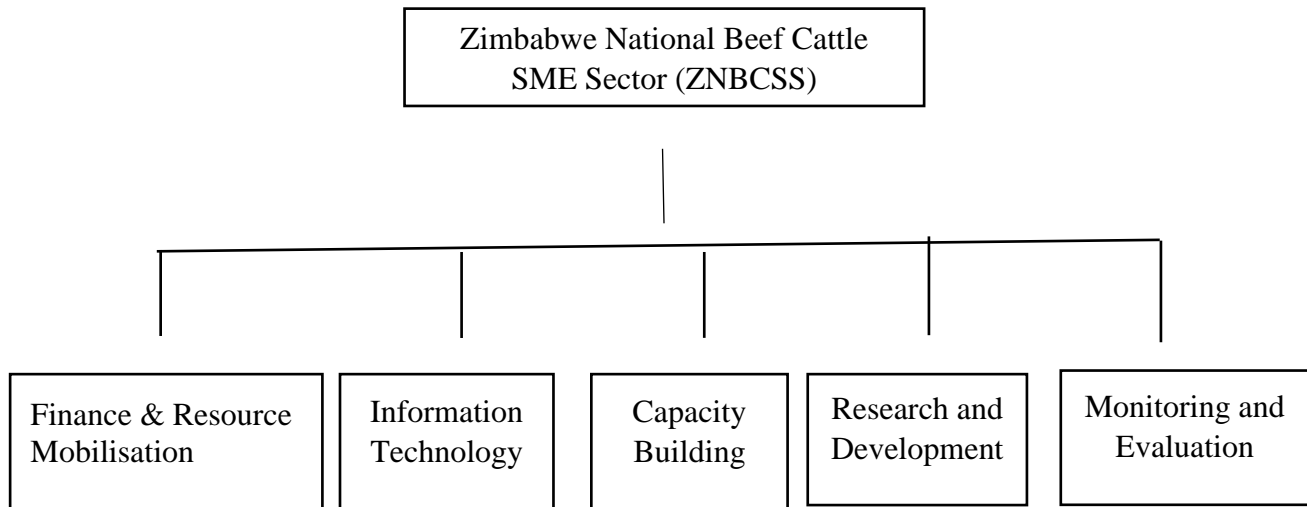 Zimbabwe National Beef Cattle
SME Sector (ZNBCSS)
Finance & Resource
Mobilisation
Information
Technology
Capacity
Building
Research and
Development
Monitoring and
Evaluation